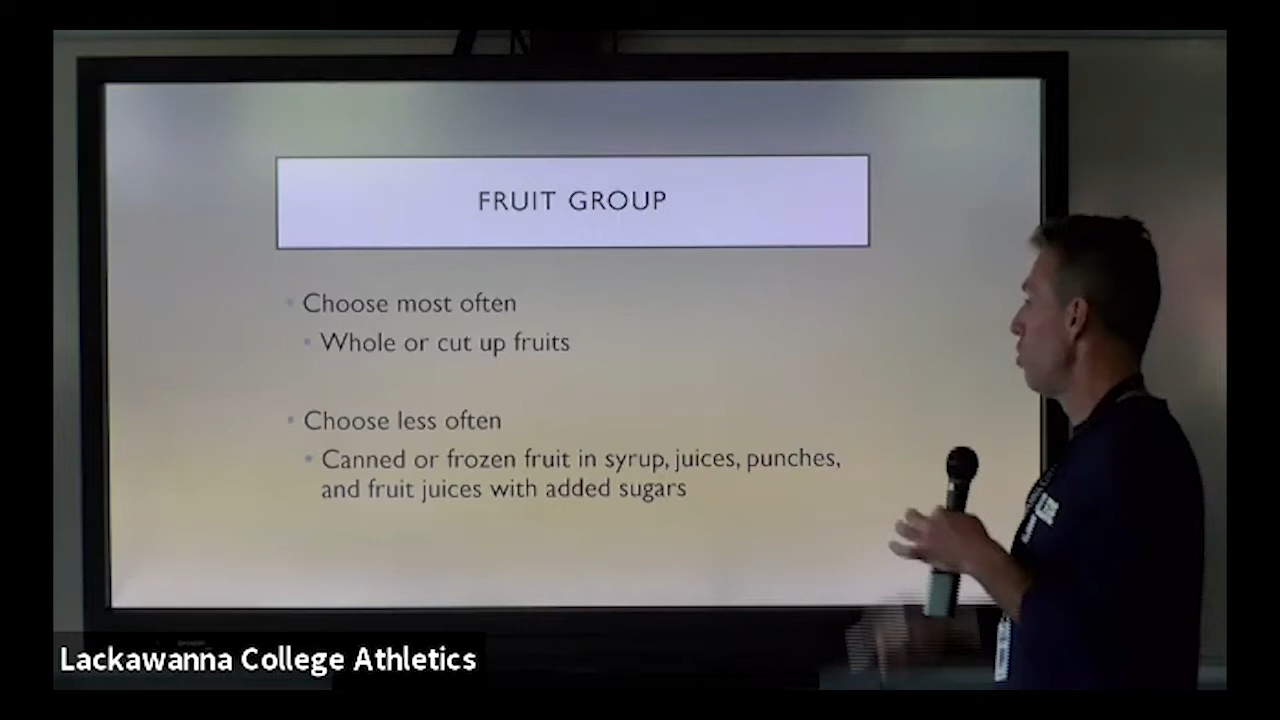 FRUIT GROUP
Choose most often
Whole or cut up fruits
Choose less often
Canned or frozen fruit in syrup, juices, punches,
and fruit juices with added sugars
Lackawanna College Athletics